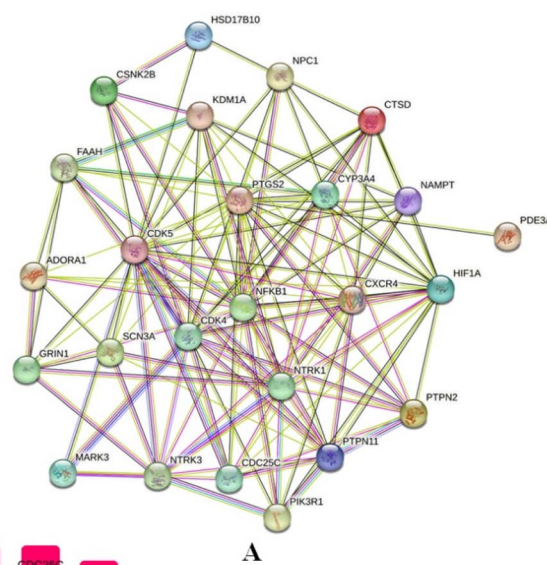 HSD17B10
NPC1
CSNK2B
KDM1A
CTSD
FAAH
PTGS2
CYP3A4
NAMPT
PDE3
CDK5
ADORA1
HIF1A
NFKB1
CXCR4
CDK4
SCN3A
GRIN1
NTRK1
PTPN2
PTPN11
MARK3
NTRK3
CDC25C
PIK3R1
A